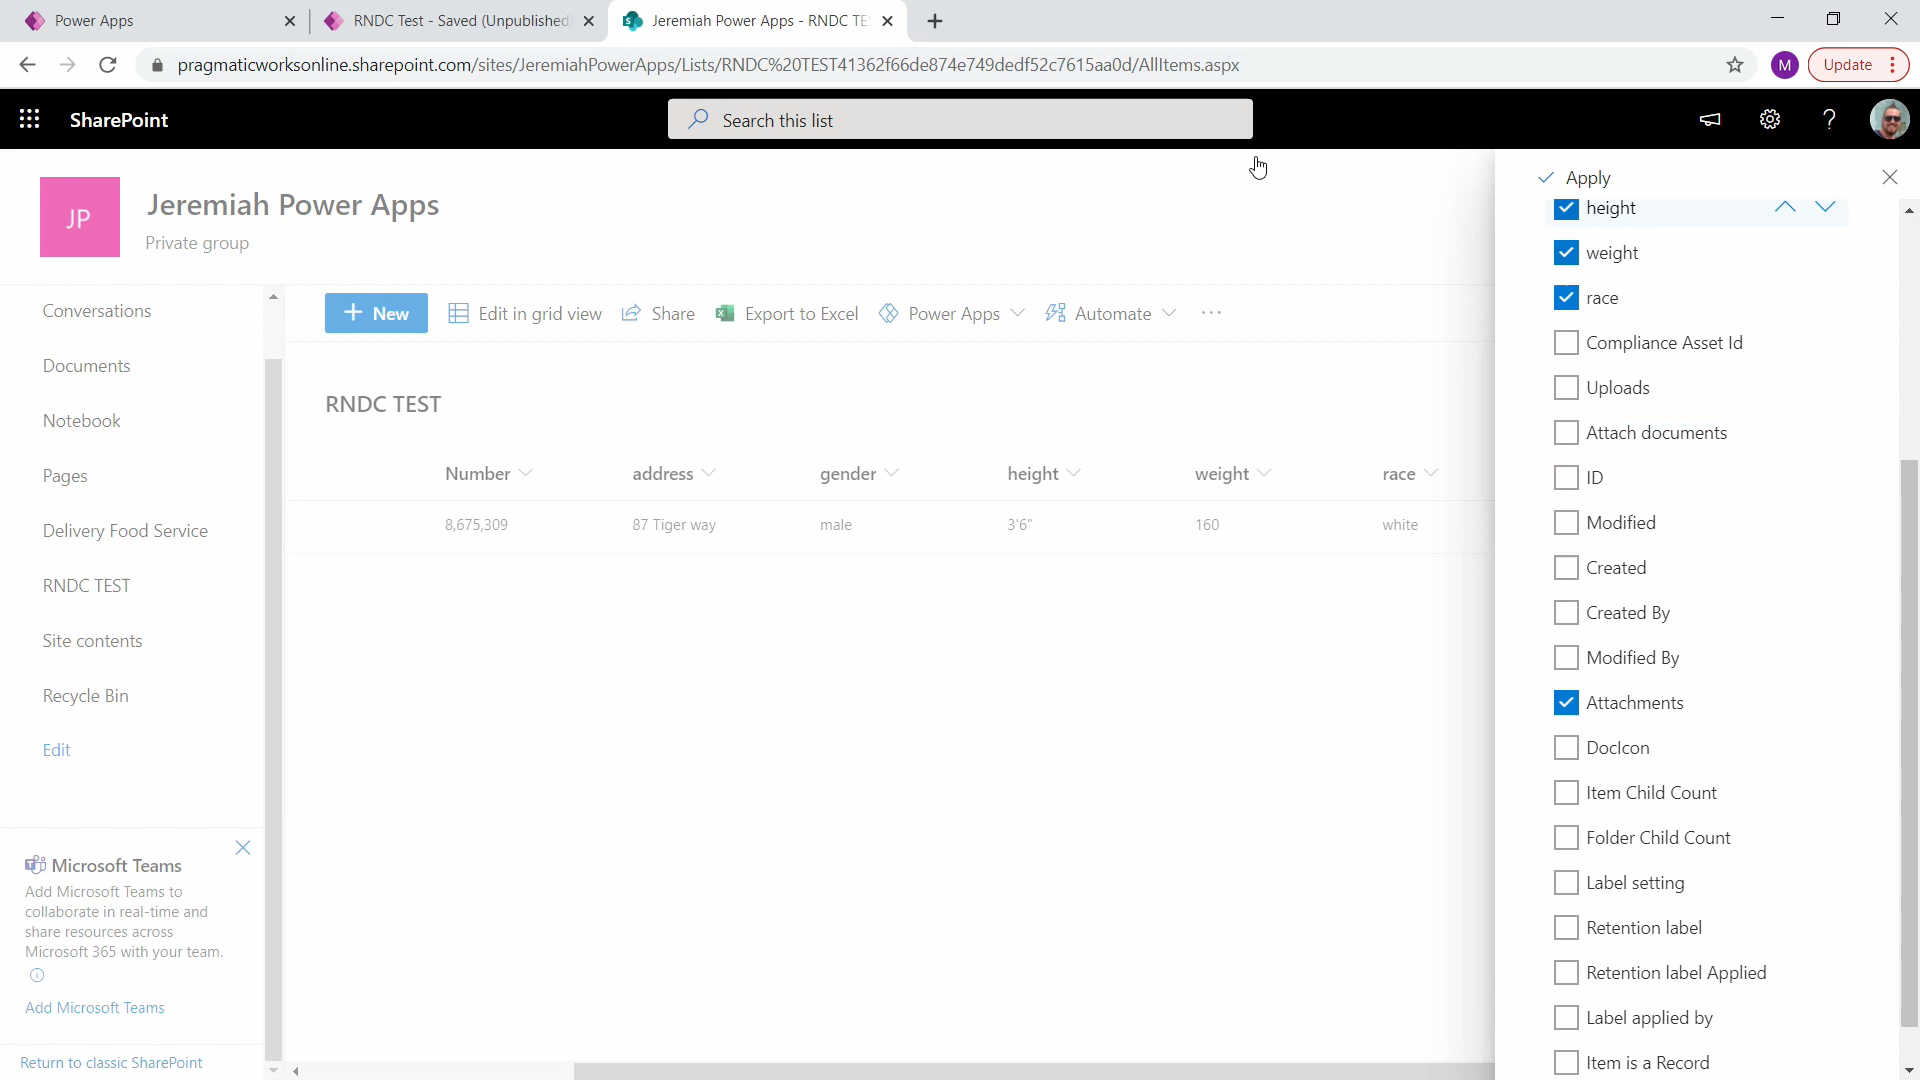 Power Apps
RNDC Test - Saved (Unpublished)
Jeremiah Power Apps - RNDC TE
pragmaticworksonline.sharepoint.com/sites/JeremiahPowerApps/Lists/RNDC%20TEST41362f66de874e749dedf52c7615aa0d/AllItems.aspx
M
Update
SharePoint
Search this list
?
JP
Jeremiah Power Apps
Private group
Apply
height
weight
race
Compliance Asset Id
Uploads
Attach documents
ID
Modified
Created
Created By
Modified By
Attachments
DocIcon
Item Child Count
Folder Child Count
Label setting
Retention label
Retention label Applied
Label applied by
Item is a Record
Conversations
Documents
Notebook
Pages
Delivery Food Service
RNDC TEST
Site contents
Recycle Bin
Edit
+ New
Edit in grid view
Share
Export to Excel
Power Apps
Automate
...
RNDC TEST
Number address gender height weight race
8,675,309 87 Tiger way male 3'6" 160 white
Microsoft Teams
Add Microsoft Teams to
collaborate in real-time and
share resources across
Microsoft 365 with your team.
Add Microsoft Teams
Return to classic SharePoint